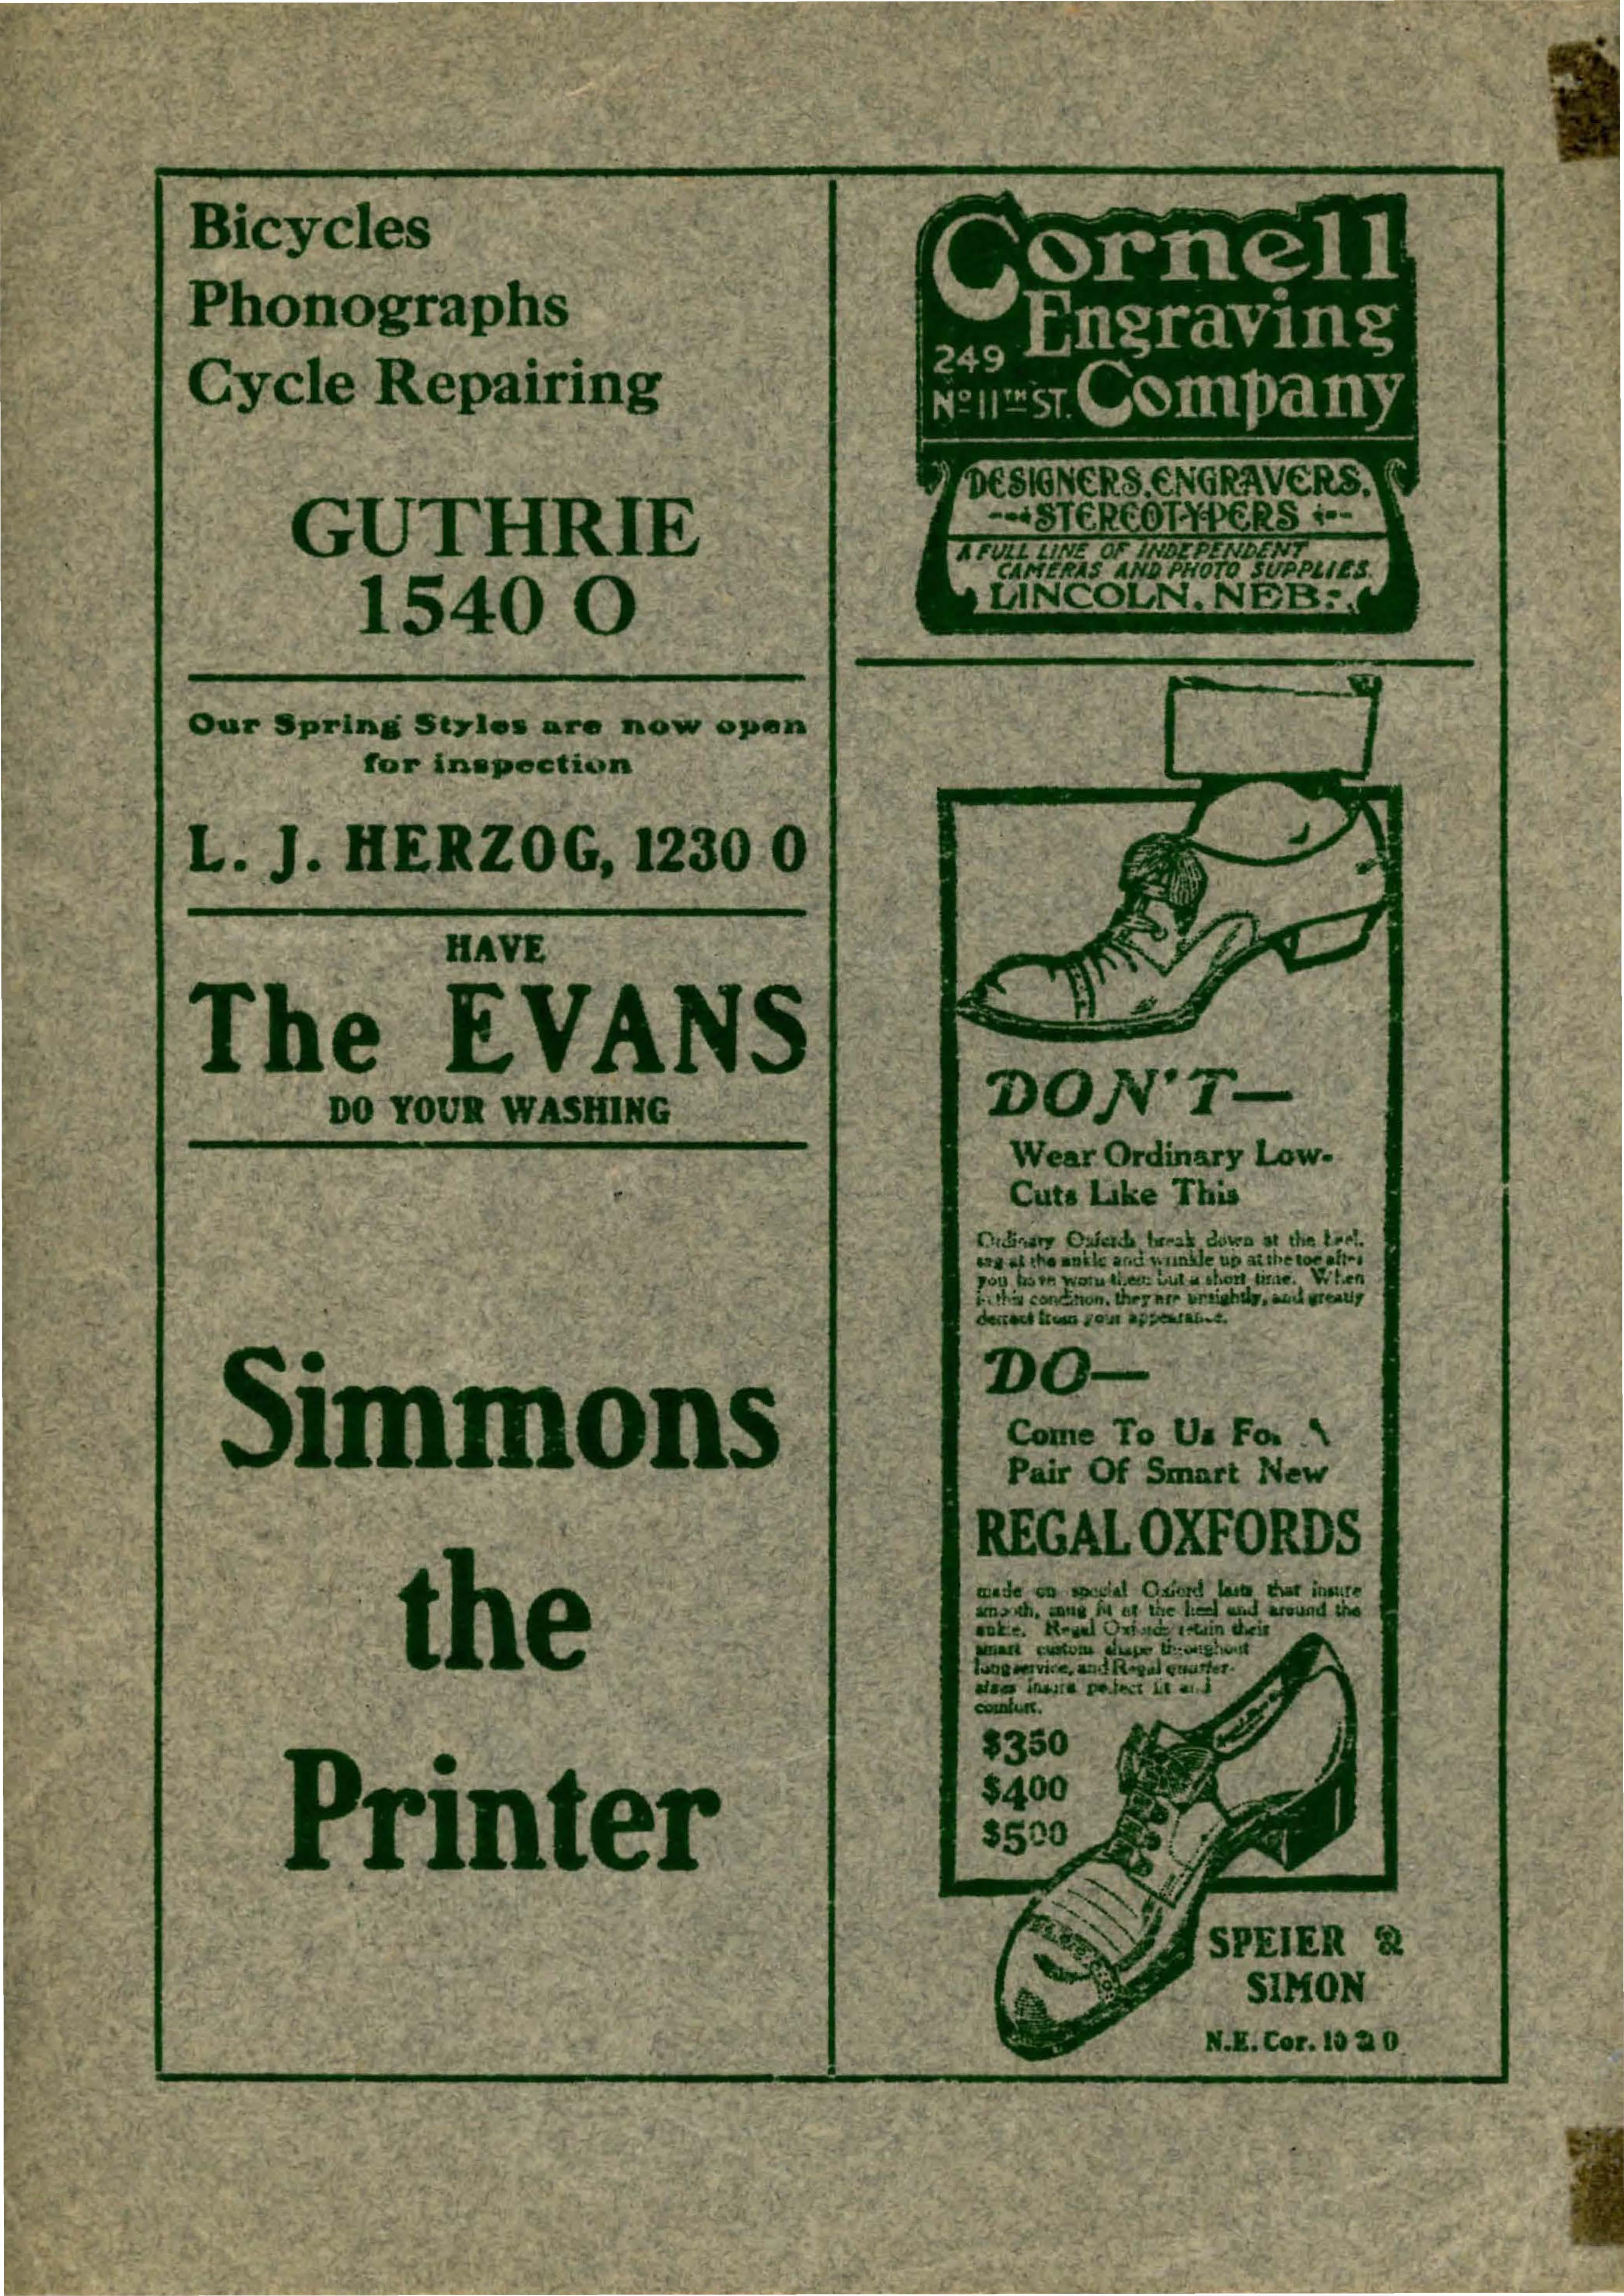 Bicycles
Phonographs
Cycle Repairing
GUTHRIE
1540 O
Our Spring Styles are now open
for inspection
L. J. HERZOG, 1230 O
HAVE
The EVANS
DO YOUR WASHING
Simmons
the
Printer
Cornell
Engraving
249
No 11TH ST. Company
DESIGNERS, ENGRAVERS,
STEREOTYPERS
A FULL LINE OF INDEPENDENT
CAMERAS AND PHOTO SUPPLIES.
LINCOLN, NEB.
DON'T—
Wear Ordinary Low-
Cuts Like This
Ordinary Oxfords break down at the heel,
sag at the ankle and wrinkle up at the toe after
you have worn them but a short time. When
in this condition, they are unsightly, and greatly
detract from your appearance.
DO—
Come To Us For A
Pair Of Smart New
REGAL OXFORDS
made on special Oxford lasts that insure
smooth, snug fit at the heel and around the
ankle. Regal Oxfords retain their
smart custom shape throughout
long service, and Regal quarter-
sizes insure perfect fit and
comfort.
$350
$400
$500
SPEIER &
SIMON
N.E. Cor. 10 & O